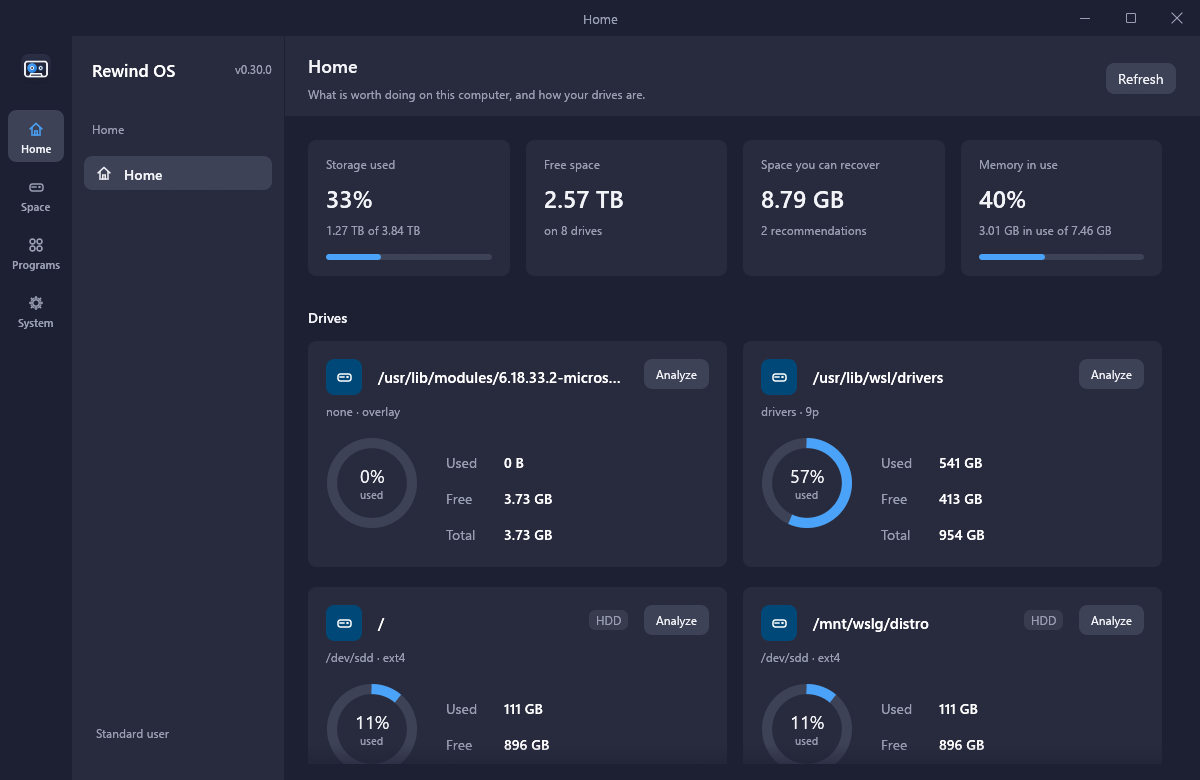 Home
Rewind OS
v0.30.0
Home
What is worth doing on this computer, and how your drives are.
Refresh
Home
Space
Programs
System
Home
Home
Standard user
Storage used
33%
1.27 TB of 3.84 TB
Free space
2.57 TB
on 8 drives
Space you can recover
8.79 GB
2 recommendations
Memory in use
40%
3.01 GB in use of 7.46 GB
Drives
/usr/lib/modules/6.18.33.2-micros...
Analyze
none · overlay
0%
used
Used 0 B
Free 3.73 GB
Total 3.73 GB
/usr/lib/wsl/drivers
Analyze
drivers · 9p
57%
used
Used 541 GB
Free 413 GB
Total 954 GB
/
HDD
Analyze
/dev/sdd · ext4
11%
used
Used 111 GB
Free 896 GB
/mnt/wslg/distro
HDD
Analyze
/dev/sdd · ext4
11%
used
Used 111 GB
Free 896 GB